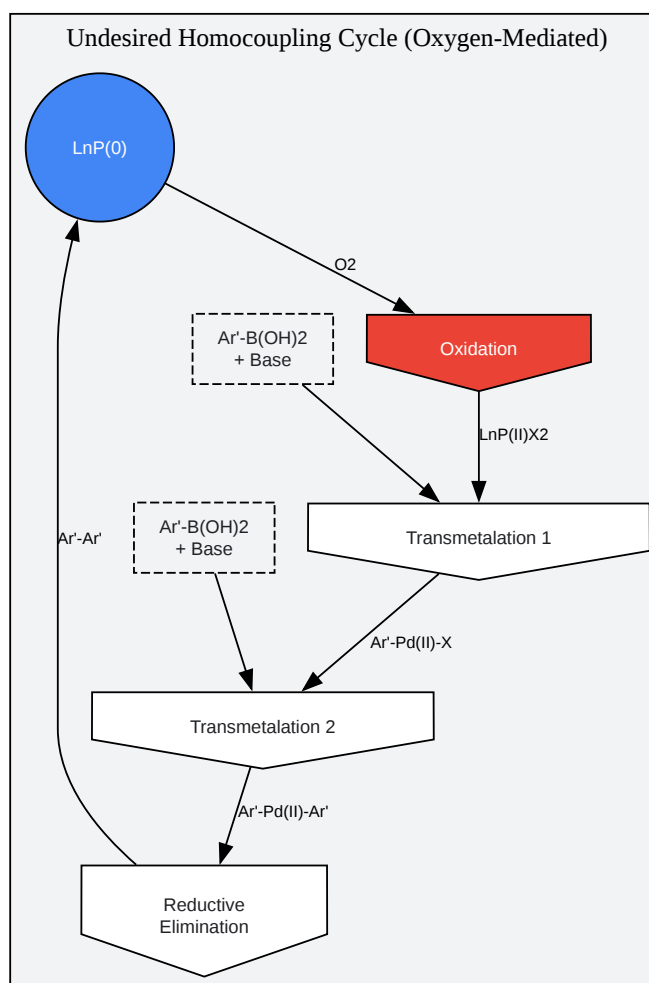 Undesired Homocoupling Cycle (Oxygen-Mediated)
LnP(0)
O2
Ar'-B(OH)2
+ Base
Oxidation
LnP(II)X2
Ar'-B(OH)2
+ Base
Transmetalation 1
Ar'-Ar'
Ar'-Pd(II)-X
Transmetalation 2
Ar'-Pd(II)-Ar'
Reductive
Elimination